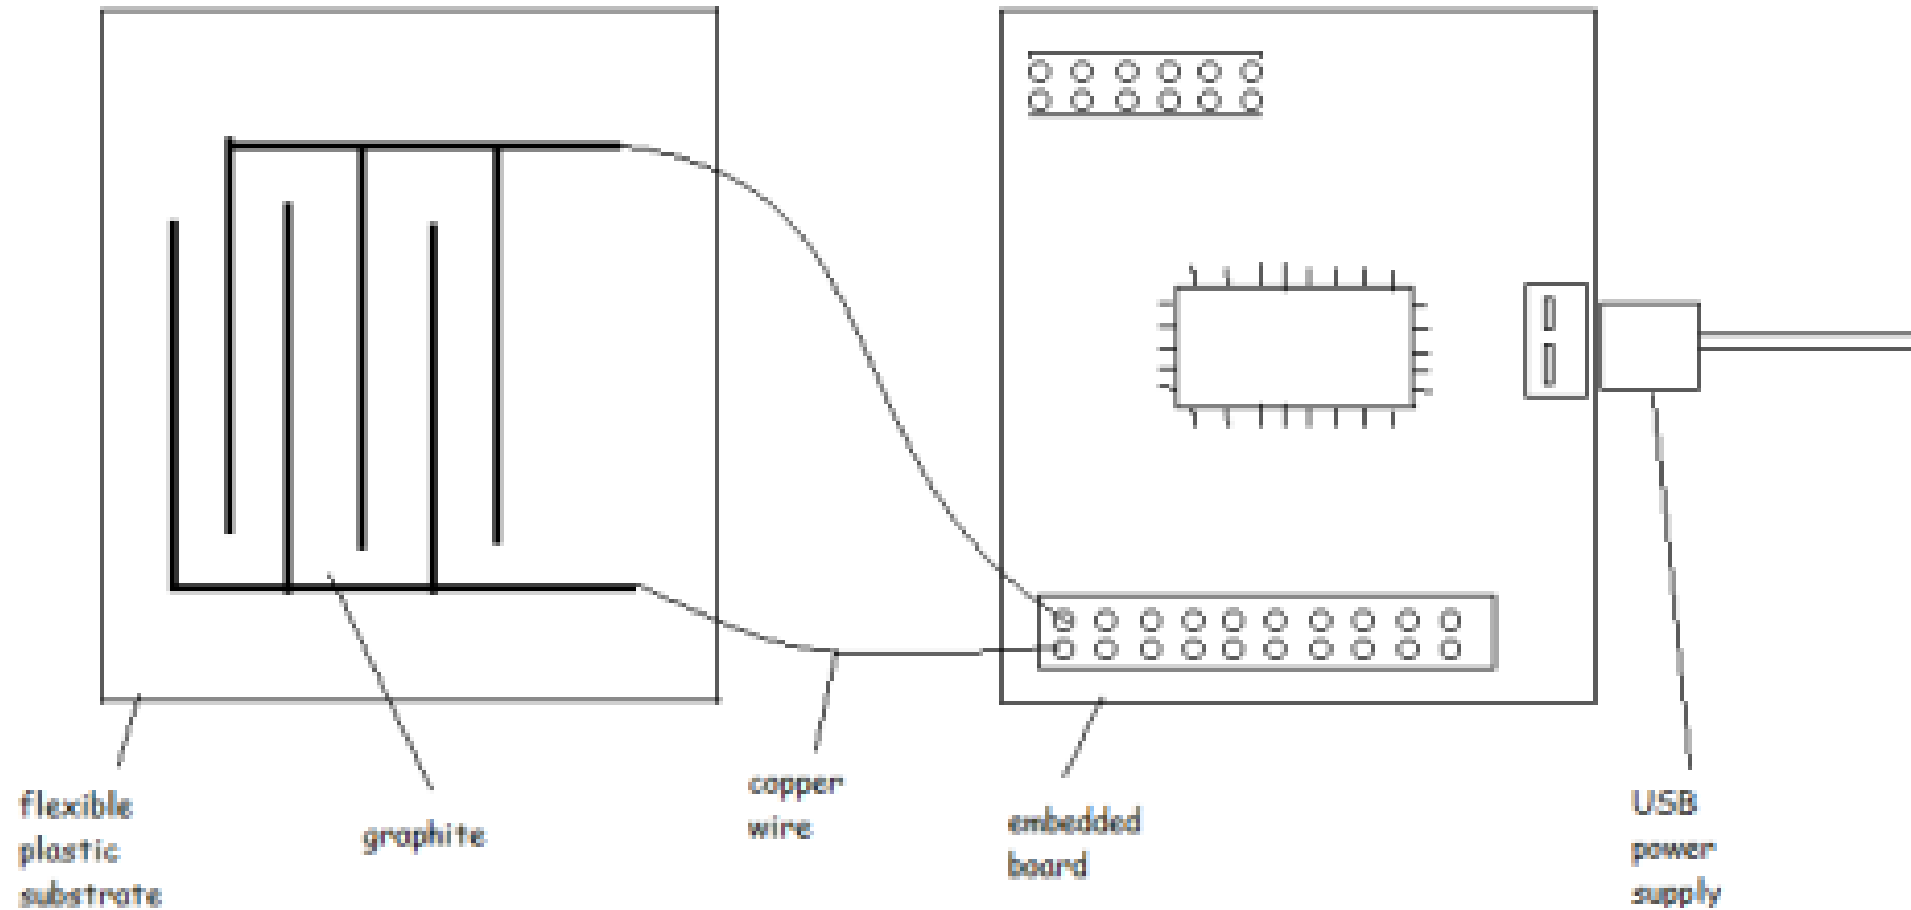 flexible
plastic
substrate
graphite
copper
wire
embedded
board
USB
power
supply